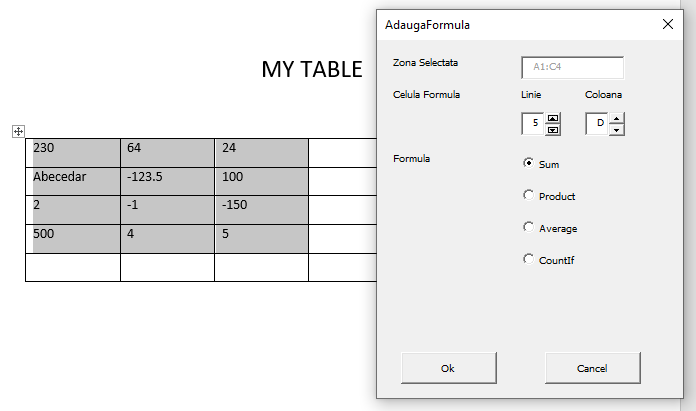 MY TABLE
230 64 24
Abecedar -123.5 100
2 -1 -150
500 4 5
AdaugaFormula
Zona Selectata A1:C4
Celula Formula Linie Coloana
5 D
Formula Sum
Product
Average
CountIf
Ok Cancel